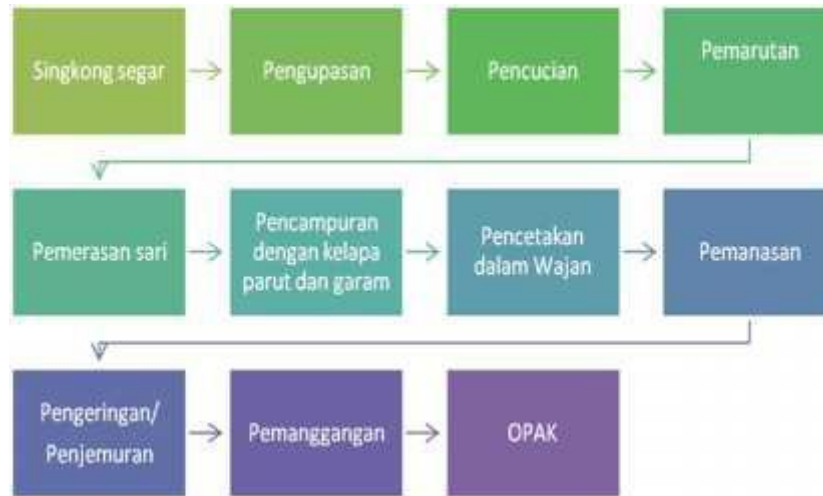 Singkong segar
Pengupasan
Pencucian
Pemarutan
Pemerasan sari
Pencampuran
dengan kelapa
parut dan garam
Pencetakan
dalam Wajan
Pemanasan
Pengeringan/
Penjemuran
Pemanggangan
OPAK